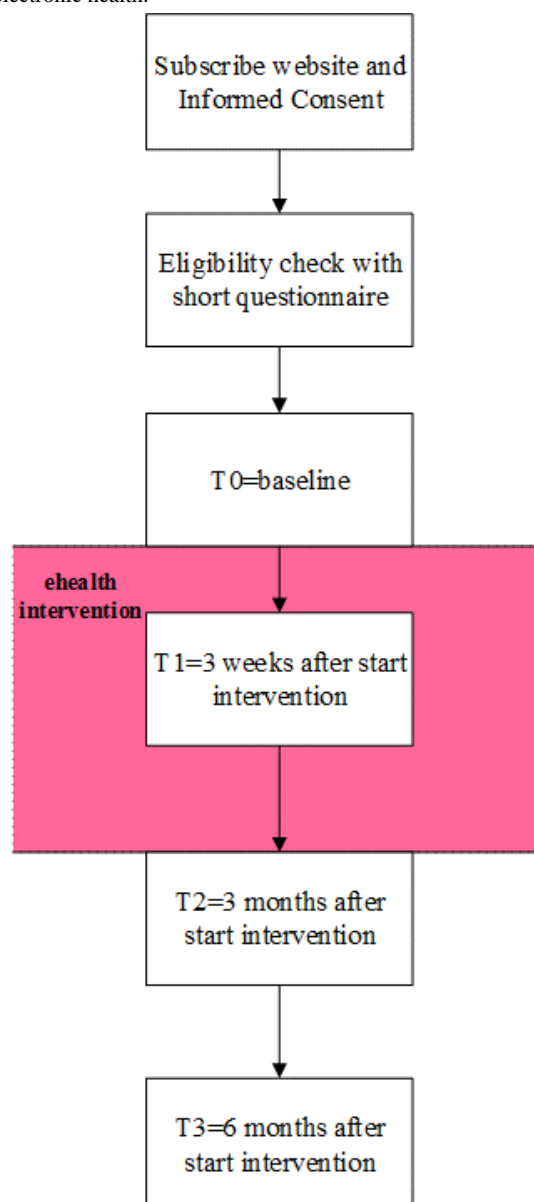 electronic health.
Subscribe website and
Informed Consent
Eligibility check with
short questionnaire
T0=baseline
ehealth
intervention
T1=3 weeks after start
intervention
T2=3 months after
start intervention
T3=6 months after
start intervention